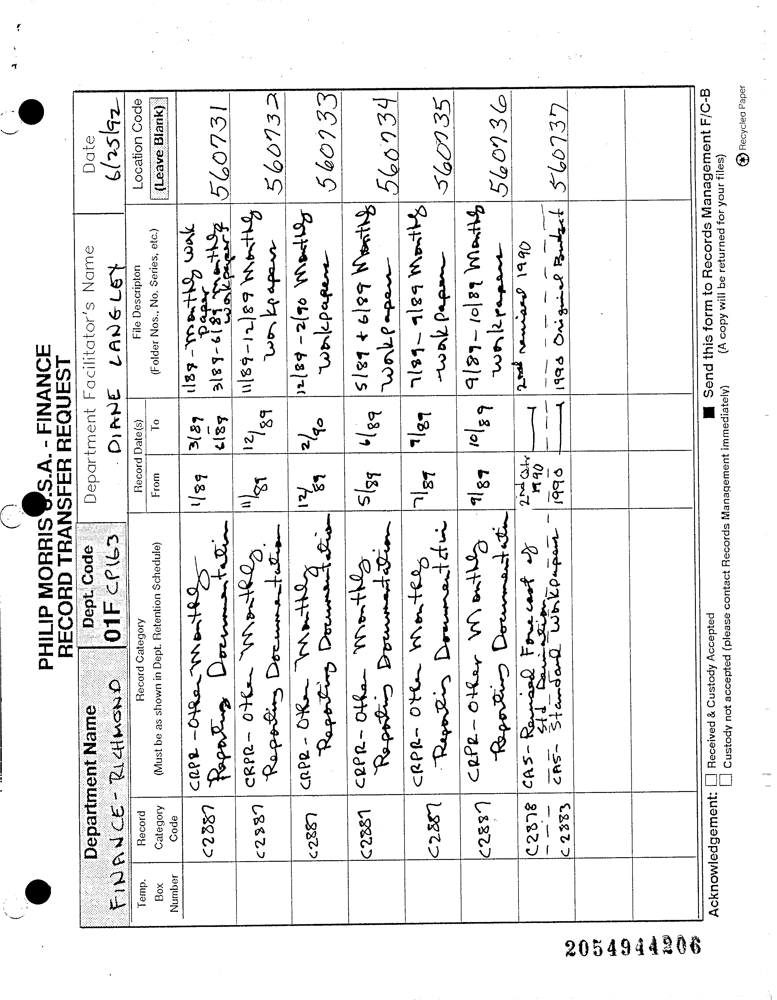 PHILIP MORRIS U.S.A. - FINANCE
RECORD TRANSFER REQUEST
Department Name
FINANCE - RICHMOND
Dept. Code
01F CP163
Department Facilitator's Name
DIANE LANGLEY
Date
6/25/92
Temp. Box Number
Record Category Code
Record Category
(Must be as shown in Dept. Retention Schedule)
Record Date(s)
From
To
File Descripton
(Folder Nos., No. Series, etc.)
Location Code
(Leave Blank)
C2887 CRPR - Other Monthly 1/89 3/89 1/89 - Monthly Work 560731
Reporting Documentation 6/89 Paper
3/89-6/89 Monthly
Workpapers
C2887 CRPR - Other Monthly 11/89 12/89 11/89-12/89 Monthly 560732
Reporting Documentation Workpapers
C2887 CRPR - Other Monthly 12/89 2/90 12/89 - 2/90 Monthly 560733
Reporting Documentation Workpapers
C2887 CRPR - Other Monthly 5/89 6/89 5/89 + 6/89 Monthly 560734
Reporting Documentation Workpapers
C2887 CRPR - Other Monthly 7/89 9/89 7/89 - 9/89 Monthly 560735
Reporting Documentation Workpapers
C2887 CRPR - Other Monthly 9/89 10/89 9/89 - 10/89 Monthly 560736
Reporting Documentation Workpapers
C2878 CAS - Revised Forecast of 2nd Qtr 1990 2nd revised 1990
Std Deviation
C2883 CAS - Standard Workpapers 1990 1990 Original Budget 560737
Acknowledgement:
Received & Custody Accepted
Custody not accepted (please contact Records Management immediately)
Send this form to Records Management F/C-B
(A copy will be returned for your files)
Recycled Paper
2054944206